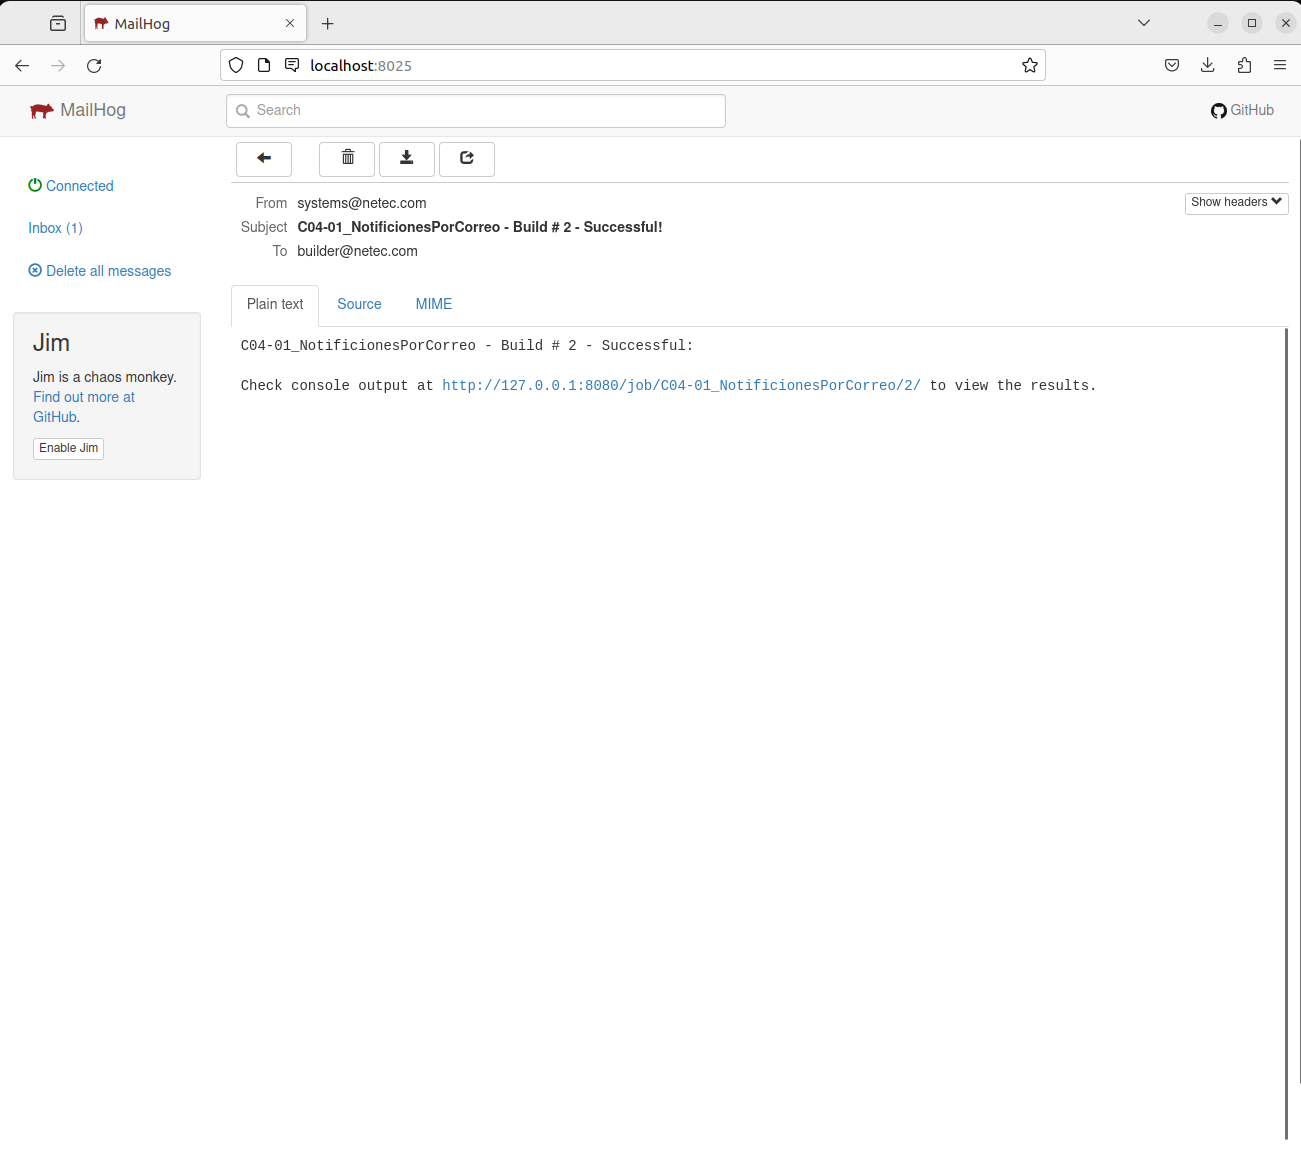 MailHog
localhost:8025
MailHog
Search
GitHub
Connected
Inbox (1)
Delete all messages
Jim
Jim is a chaos monkey.
Find out more at
GitHub.
Enable Jim
From systems@netec.com
Show headers
Subject C04-01_NotificionesPorCorreo - Build # 2 - Successful!
To builder@netec.com
Plain text Source MIME
C04-01_NotificionesPorCorreo - Build # 2 - Successful:
Check console output at http://127.0.0.1:8080/job/C04-01_NotificionesPorCorreo/2/ to view the results.